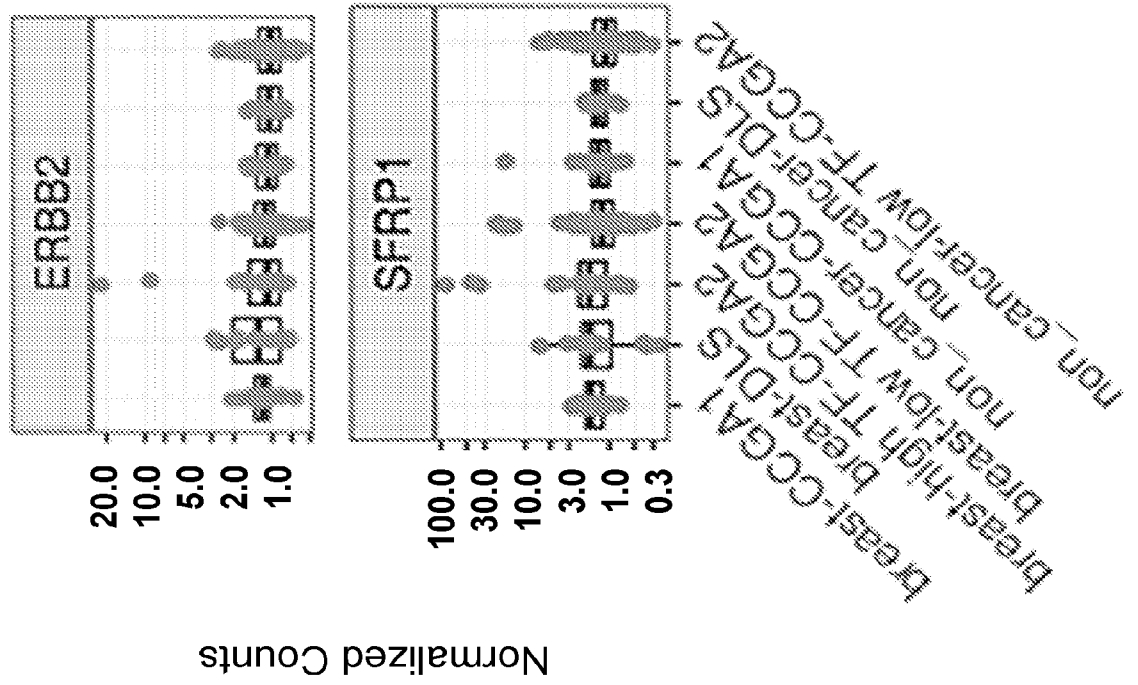 ERBB2
20.0
10.0
5.0
2.0
1.0
SFRP1
100.0
30.0
10.0
3.0
1.0
0.3
Normalized Counts
breast-CCGA1
breast-DLS
breast-high TF-CCGA2
breast-low TF-CCGA2
non_cancer-CCGA1
non_cancer-DLS
non_cancer-low TF-CCGA2